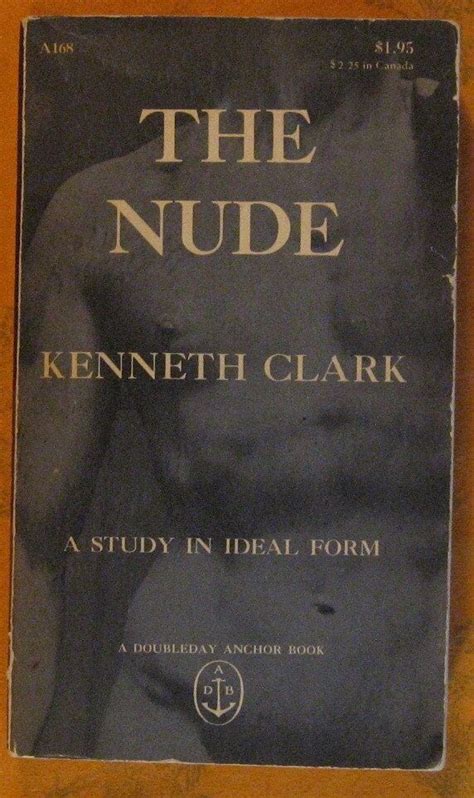 A168
$1.95
$2.25 in Canada
THE
NUDE
KENNETH CLARK
A STUDY IN IDEAL FORM
A DOUBLEDAY ANCHOR BOOK
A
D B